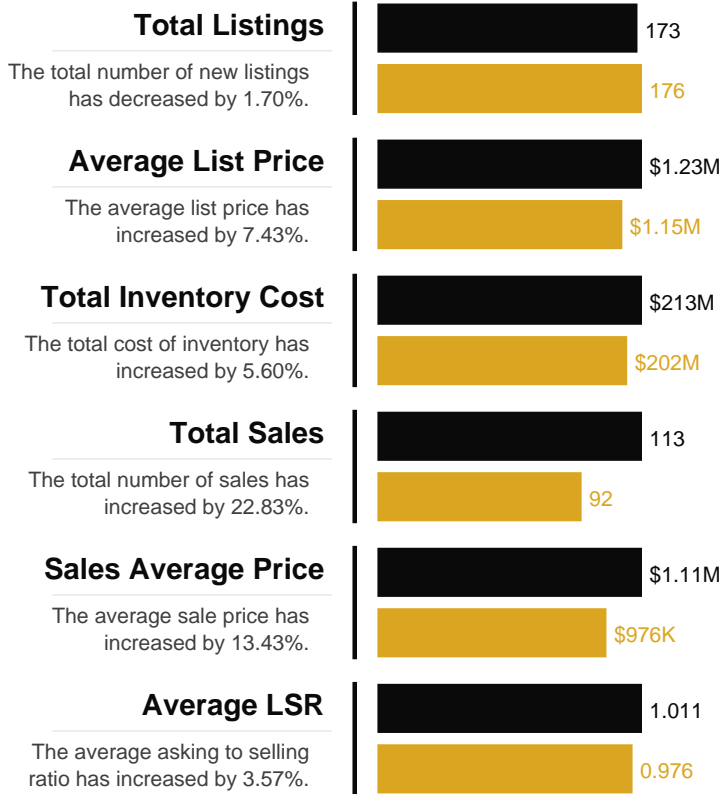 Total Listings
The total number of new listings
has decreased by 1.70%.
173
176
Average List Price
The average list price has
increased by 7.43%.
$1.23M
$1.15M
Total Inventory Cost
The total cost of inventory has
increased by 5.60%.
$213M
$202M
Total Sales
The total number of sales has
increased by 22.83%.
113
92
Sales Average Price
The average sale price has
increased by 13.43%.
$1.11M
$976K
Average LSR
The average asking to selling
ratio has increased by 3.57%.
1.011
0.976